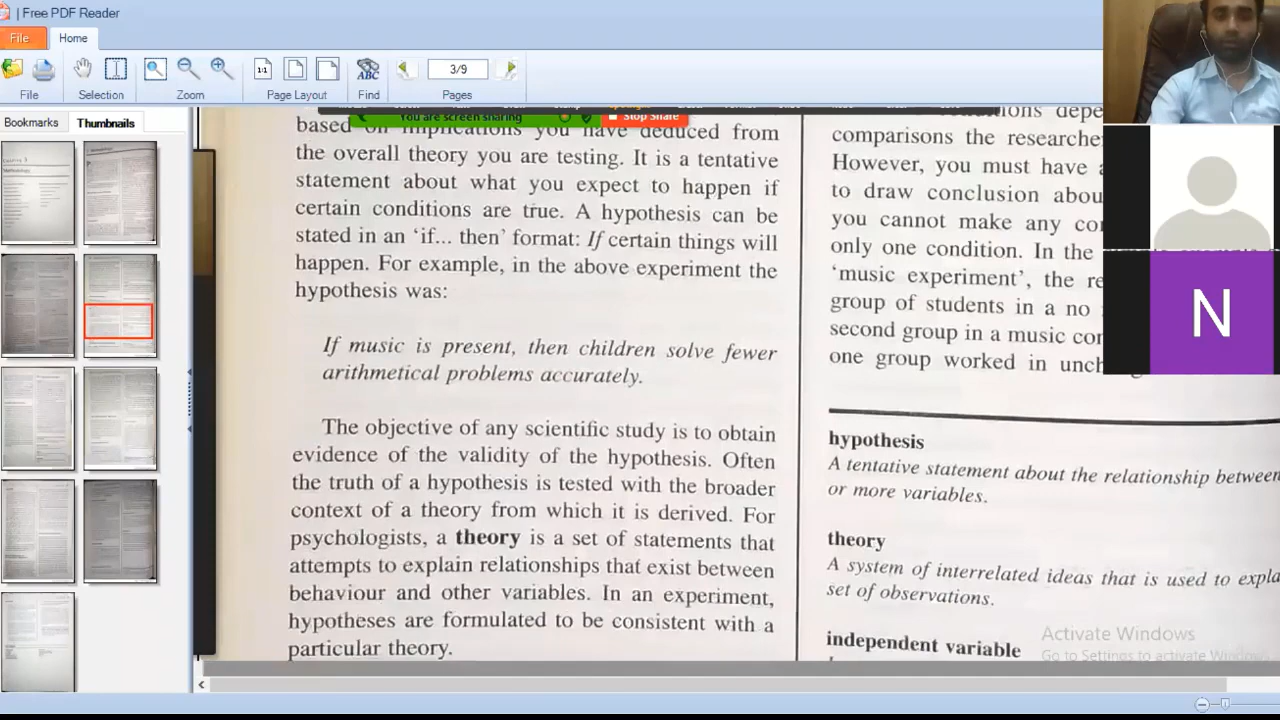 | Free PDF Reader
File
Home
File
Selection
Zoom
1:1
Page Layout
ABC
Find
3/9
Pages
Bookmarks
Thumbnails
You are screen sharing
Stop Share
based on implications you have deduced from
the overall theory you are testing. It is a tentative
statement about what you expect to happen if
certain conditions are true. A hypothesis can be
stated in an ‘if... then’ format: If certain things will
happen. For example, in the above experiment the
hypothesis was:
If music is present, then children solve fewer
arithmetical problems accurately.
The objective of any scientific study is to obtain
evidence of the validity of the hypothesis. Often
the truth of a hypothesis is tested with the broader
context of a theory from which it is derived. For
psychologists, a theory is a set of statements that
attempts to explain relationships that exist between
behaviour and other variables. In an experiment,
hypotheses are formulated to be consistent with a
particular theory.
comparisons the researche
However, you must have
to draw conclusion abou
you cannot make any co
only one condition. In the
‘music experiment’, the re
group of students in a no
second group in a music con
one group worked in unch
hypothesis
A tentative statement about the relationship between
or more variables.
theory
A system of interrelated ideas that is used to expla
set of observations.
independent variable
Activate Windows
Go to Settings to activate Windows.
N